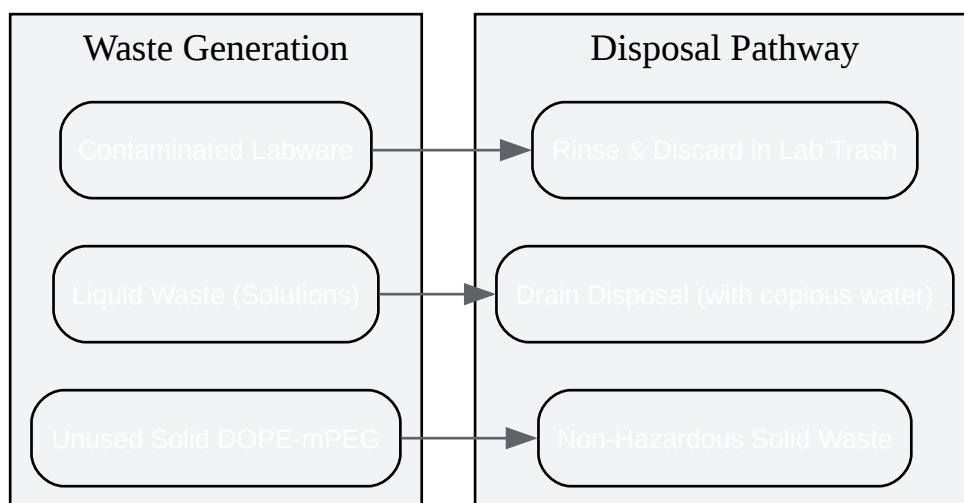 Waste Generation
Disposal Pathway
Contaminated Labware
Rinse & Discard in Lab Trash
Liquid Waste (Solutions)
Drain Disposal (with copious water)
Unused Solid DOPE-mPEG
Non-Hazardous Solid Waste